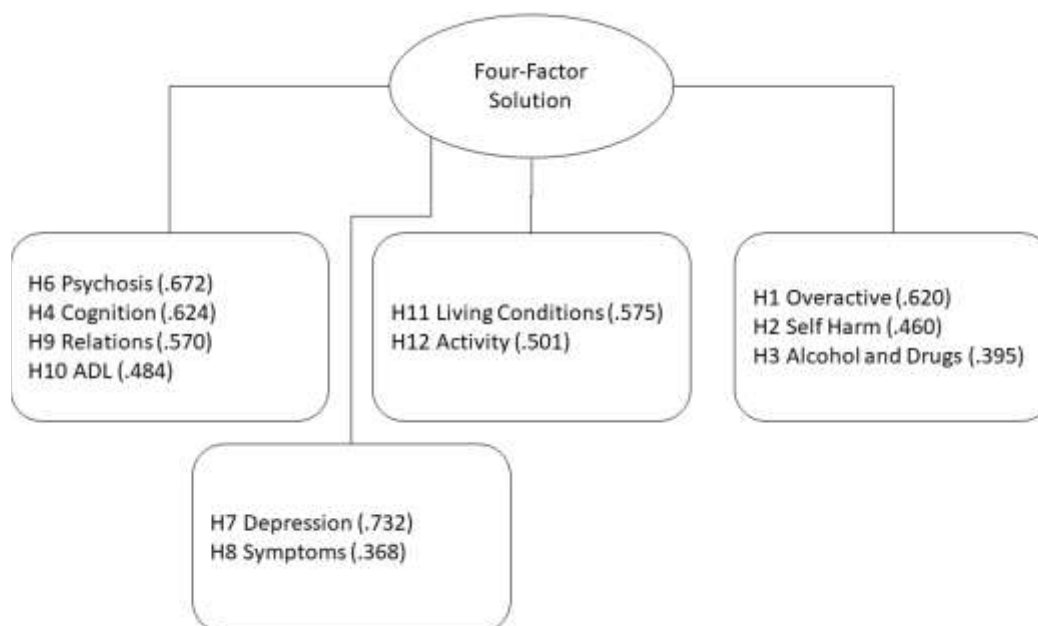 Four-Factor
Solution
H6 Psychosis (.672)
H4 Cognition (.624)
H9 Relations (.570)
H10 ADL (.484)
H11 Living Conditions (.575)
H12 Activity (.501)
H1 Overactive (.620)
H2 Self Harm (.460)
H3 Alcohol and Drugs (.395)
H7 Depression (.732)
H8 Symptoms (.368)